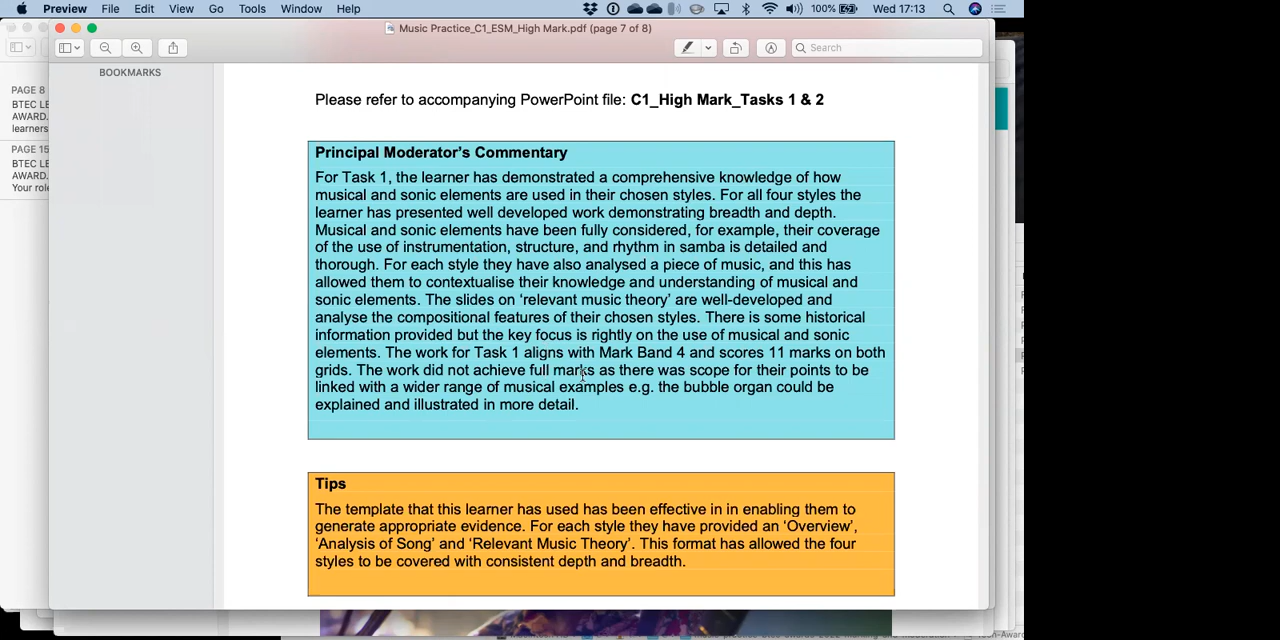 Preview File Edit View Go Tools Window Help 100% Wed 17:13
Music Practice_C1_ESM_High Mark.pdf (page 7 of 8)
Search
BOOKMARKS
PAGE 8
BTEC LE
AWARD.
learners
PAGE 15
BTEC LE
AWARD.
Your role
Please refer to accompanying PowerPoint file: C1_High Mark_Tasks 1 & 2
Principal Moderator’s Commentary
For Task 1, the learner has demonstrated a comprehensive knowledge of how
musical and sonic elements are used in their chosen styles. For all four styles the
learner has presented well developed work demonstrating breadth and depth.
Musical and sonic elements have been fully considered, for example, their coverage
of the use of instrumentation, structure, and rhythm in samba is detailed and
thorough. For each style they have also analysed a piece of music, and this has
allowed them to contextualise their knowledge and understanding of musical and
sonic elements. The slides on ‘relevant music theory’ are well-developed and
analyse the compositional features of their chosen styles. There is some historical
information provided but the key focus is rightly on the use of musical and sonic
elements. The work for Task 1 aligns with Mark Band 4 and scores 11 marks on both
grids. The work did not achieve full marks as there was scope for their points to be
linked with a wider range of musical examples e.g. the bubble organ could be
explained and illustrated in more detail.
Tips
The template that this learner has used has been effective in in enabling them to
generate appropriate evidence. For each style they have provided an ‘Overview’,
‘Analysis of Song’ and ‘Relevant Music Theory’. This format has allowed the four
styles to be covered with consistent depth and breadth.